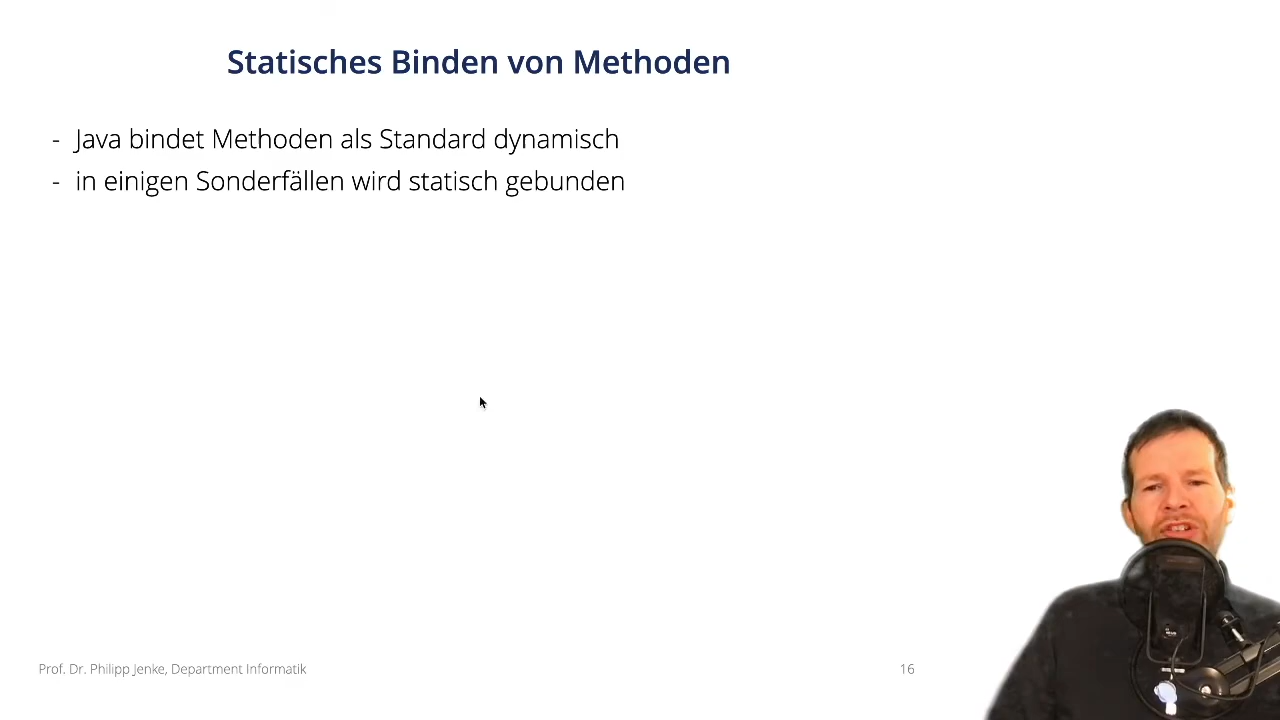 Statisches Binden von Methoden
- Java bindet Methoden als Standard dynamisch
- in einigen Sonderfällen wird statisch gebunden
Prof. Dr. Philipp Jenke, Department Informatik
16